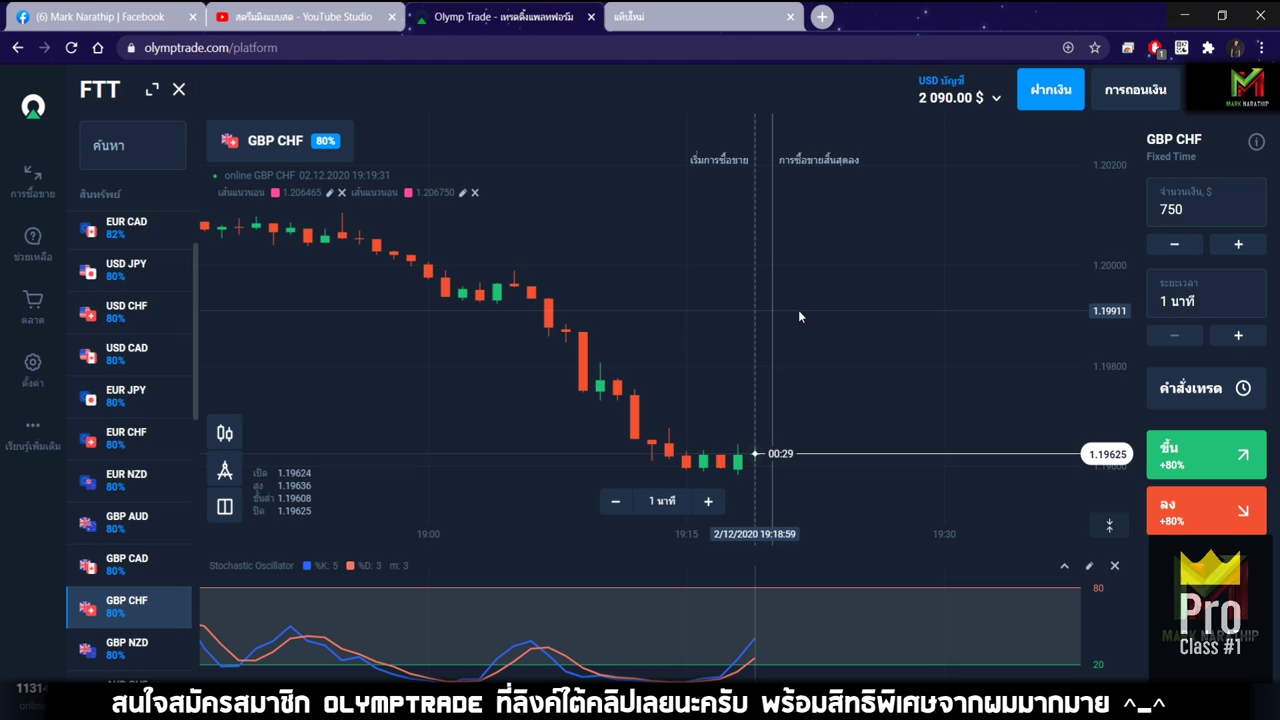 (6) Mark Narathip | Facebook
สตรีมมิงแบบสด - YouTube Studio
Olymp Trade - เทรดดิ้งแพลทฟอร์ม
แท็บใหม่
olymptrade.com/platform
FTT
USD บัญชี
2 090.00 $
ฝากเงิน
การถอนเงิน
MARK NARATHIP
ค้นหา
GBP CHF 80%
GBP CHF
Fixed Time
เริ่มการซื้อขาย
การซื้อขายสิ้นสุดลง
1.20200
online GBP CHF 02.12.2020 19:19:31
เส้นแนวนอน 1.206465 เส้นแนวนอน 1.206750
การซื้อขาย
ช่วยเหลือ
ตลาด
ตั้งค่า
เรียนรู้เพิ่มเติม
สินทรัพย์
EUR CAD
82%
USD JPY
80%
USD CHF
80%
USD CAD
80%
EUR JPY
80%
EUR CHF
80%
EUR NZD
80%
GBP AUD
80%
GBP CAD
80%
GBP CHF
80%
GBP NZD
80%
1.20000
1.19911
1.19800
00:29
1.19625
เปิด 1.19624
สูง 1.19636
ขั้นต่ำ 1.19608
ปิด 1.19625
− 1 นาที +
19:00
19:15
2/12/2020 19:18:59
19:30
Stochastic Oscillator %K: 5 %D: 3 m: 3
80
20
จำนวนเงิน, $
750
− +
ระยะเวลา
1 นาที
− +
คำสั่งเทรด
ขึ้น
+80%
ลง
+80%
Pro
Class #1
MARK NARATHIP
11314
สนใจสมัครสมาชิก OLYMPTRADE ที่ลิงค์ใต้คลิปเลยนะครับ พร้อมสิทธิพิเศษจากผมมากมาย ^_^